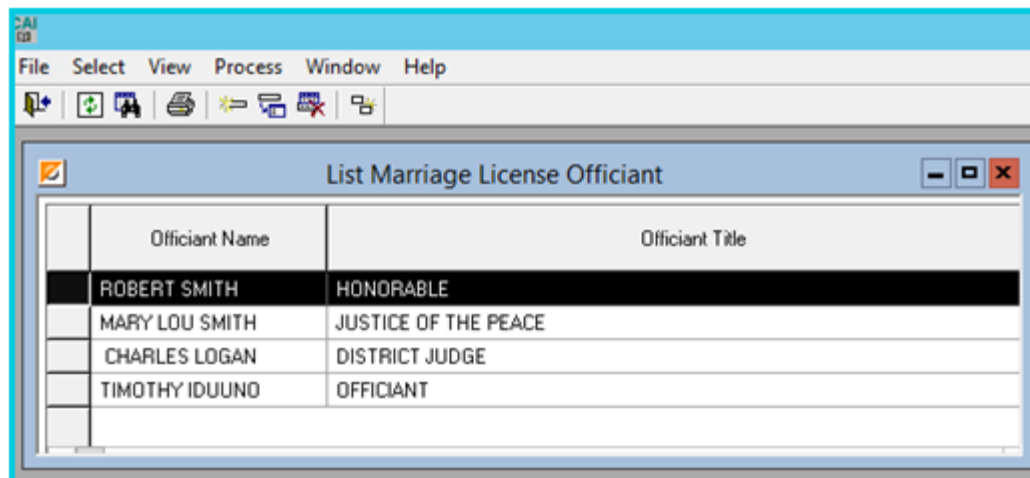 CAI
File Select View Process Window Help
List Marriage License Officiant
Officiant Name Officiant Title
ROBERT SMITH HONORABLE
MARY LOU SMITH JUSTICE OF THE PEACE
CHARLES LOGAN DISTRICT JUDGE
TIMOTHY IDUUNO OFFICIANT